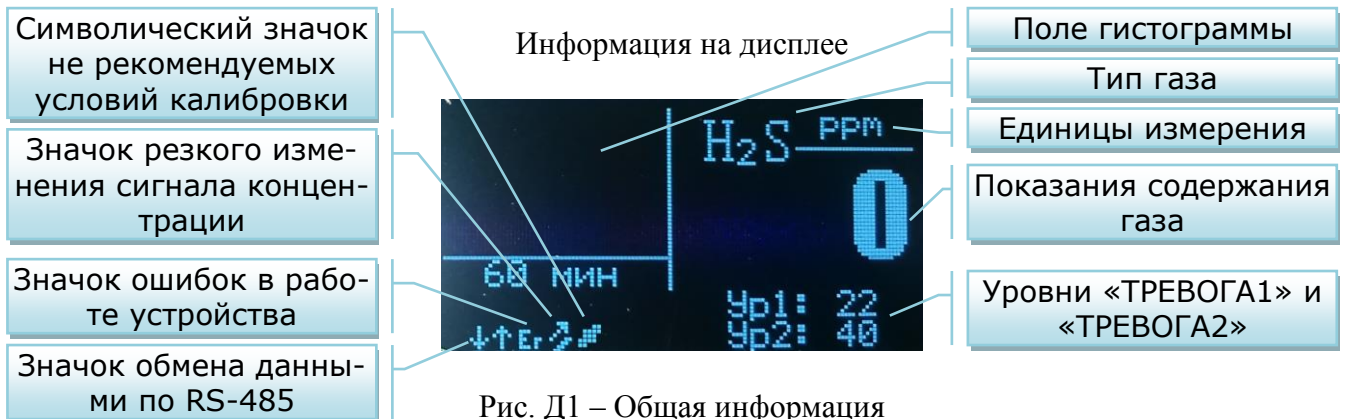 Символический значок
не рекомендуемых
условий калибровки
Значок резкого изме-
нения сигнала концен-
трации
Значок ошибок в рабо-
те устройства
Значок обмена данны-
ми по RS-485
Информация на дисплее
H₂S ppm
0
60 мин
Ур1: 22
Ур2: 40
↓↑Er
Поле гистограммы
Тип газа
Единицы измерения
Показания содержания
газа
Уровни «ТРЕВОГА1» и
«ТРЕВОГА2»
Рис. Д1 – Общая информация